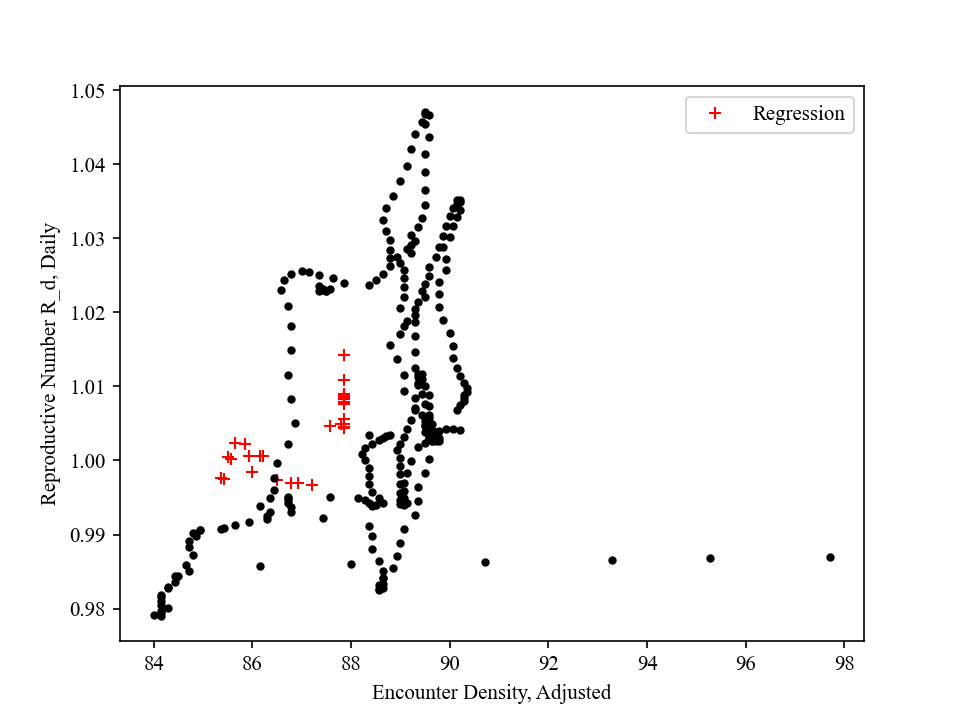 1.05
Regression
1.04
1.03
1.02
1.01
1.00
0.99
0.98
Reproductive Number R_d, Daily
84 86 88 90 92 94 96 98
Encounter Density, Adjusted